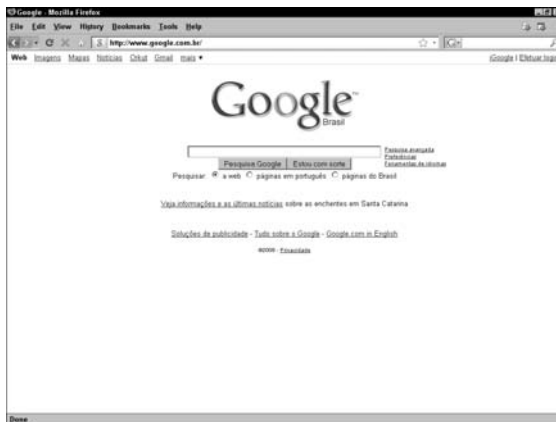 Google - Mozilla Firefox
File Edit View History Bookmarks Tools Help
http://www.google.com.br/
Web Imagens Mapas Notícias Orkut Gmail mais ▼ iGoogle | Efetuar login
Google™
Brasil
Pesquisa avançada
Preferências
Ferramentas de idiomas
Pesquisa Google Estou com sorte
Pesquisar: a web páginas em português páginas do Brasil
Veja informações e as últimas notícias sobre as enchentes em Santa Catarina
Soluções de publicidade - Tudo sobre o Google - Google.com in English
©2008 - Privacidade
Done